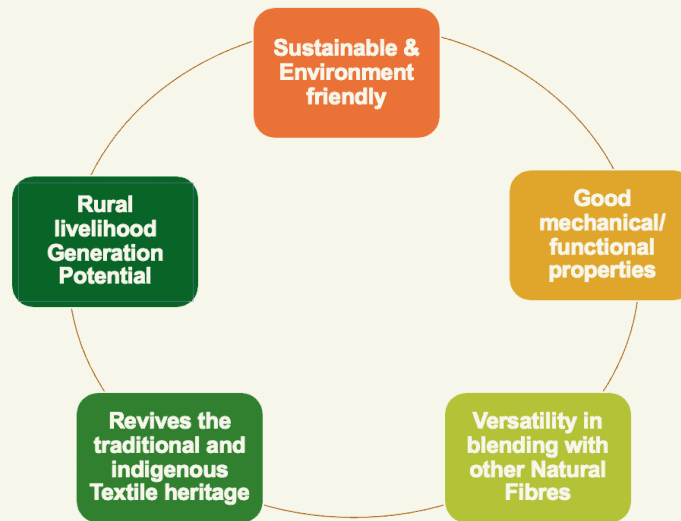 Sustainable &
Environment
friendly
Good
mechanical/
functional
properties
Versatility in
blending with
other Natural
Fibres
Revives the
traditional and
indigenous
Textile heritage
Rural
livelihood
Generation
Potential